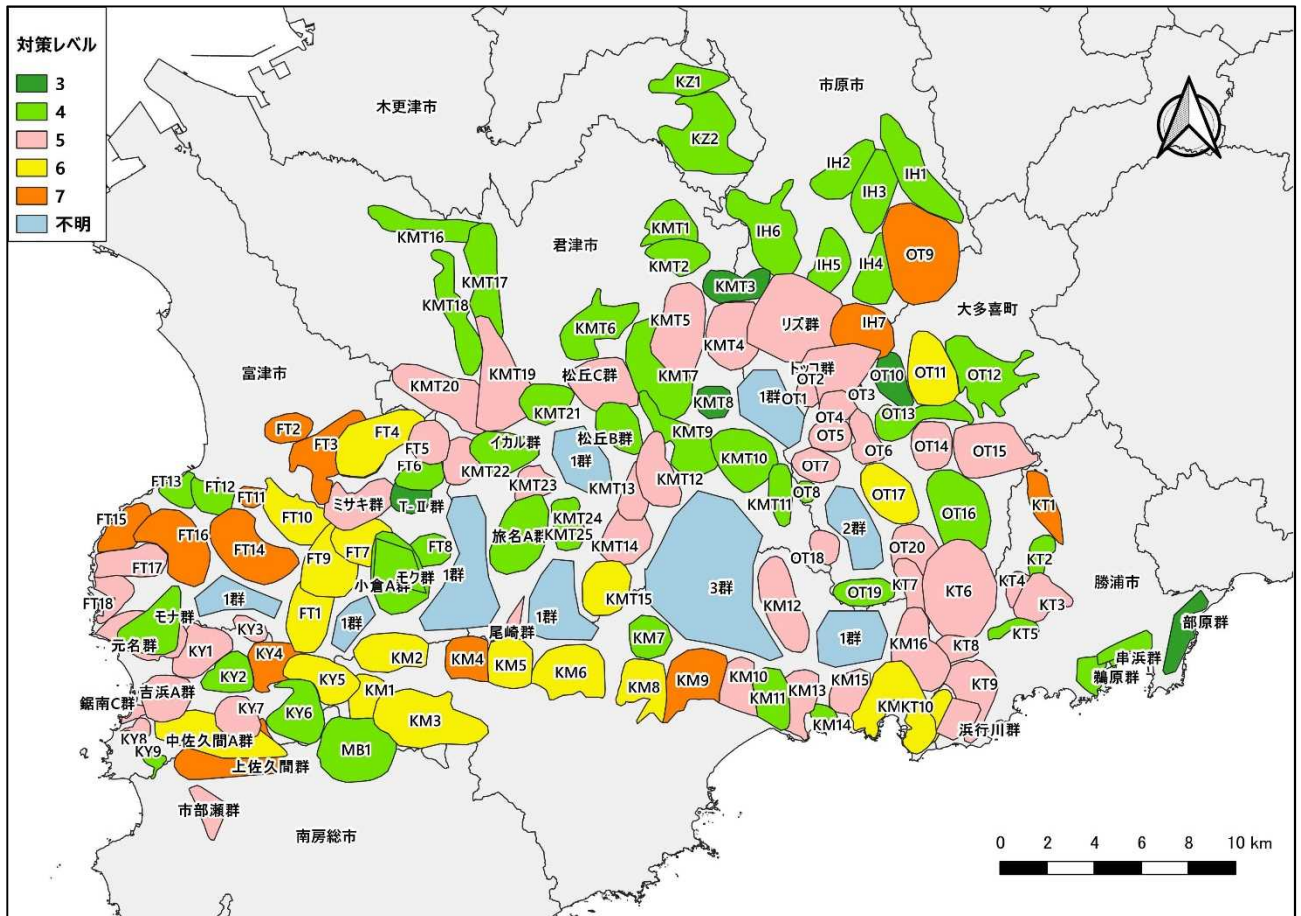 対策レベル
3
4
5
6
7
不明
木更津市
市原市
君津市
大多喜町
富津市
勝浦市
南房総市
KZ1
KZ2
IH2
IH1
IH3
KMT1
IH6
KMT16
KMT2
IH5
IH4
OT9
KMT17
KMT3
KMT18
KMT6
KMT5
KMT4
リズ群
IH7
KMT20
KMT19
松丘C群
KMT7
トッコ群
OT2
OT10
OT11
OT12
KMT21
KMT8
1群
OT1
OT3
OT4
OT13
FT2
FT3
FT4
FT5
イカル群
松丘B群
KMT9
OT5
OT6
OT14
OT15
FT6
KMT22
1群
KMT10
OT7
KMT23
KMT13
KMT12
FT13
FT12
FT11
ミサキ群
T-Ⅱ群
KMT11
OT8
OT17
KT1
FT15
FT16
FT10
旅名A群
KMT24
KMT25
KMT14
2群
OT16
FT14
FT9
FT7
FT8
1群
OT18
OT20
KT2
FT17
小倉A群
モク群
KMT15
3群
KM12
OT19
KT7
KT6
KT4
KT3
FT18
1群
FT1
1群
1群
尾崎群
KM7
1群
KT5
モナ群
元名群
KY3
KY1
KY4
KM2
KM4
KM5
KM6
KM16
KT8
部原群
串浜群
鵜原群
KY2
KY5
KM1
KM8
KM9
KM10
KM11
KM13
KM15
KT9
吉浜A群
鋸南C群
KY7
KY6
KM3
KM14
KM
KT10
浜行川群
KY8
KY9
中佐久間A群
上佐久間群
MB1
市部瀬群
0 2 4 6 8 10 km